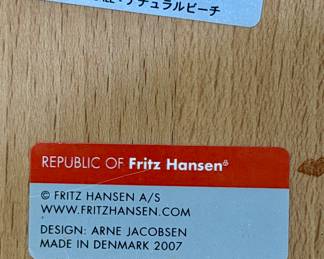 ナチュラルビーチ
REPUBLIC OF Fritz Hansen®
© FRITZ HANSEN A/S
WWW.FRITZHANSEN.COM
DESIGN: ARNE JACOBSEN
MADE IN DENMARK 2007